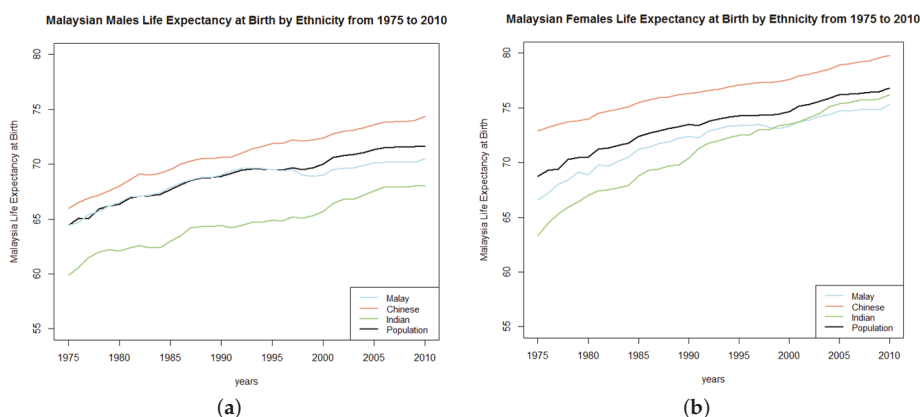 Malaysian Males Life Expectancy at Birth by Ethnicity from 1975 to 2010
Malaysia Life Expectancy at Birth
80
75
70
65
60
55
Malay
Chinese
Indian
Population
1975 1980 1985 1990 1995 2000 2005 2010
years
(a)
Malaysian Females Life Expectancy at Birth by Ethnicity from 1975 to 2010
Malaysia Life Expectancy at Birth
80
75
70
65
60
55
Malay
Chinese
Indian
Population
1975 1980 1985 1990 1995 2000 2005 2010
years
(b)